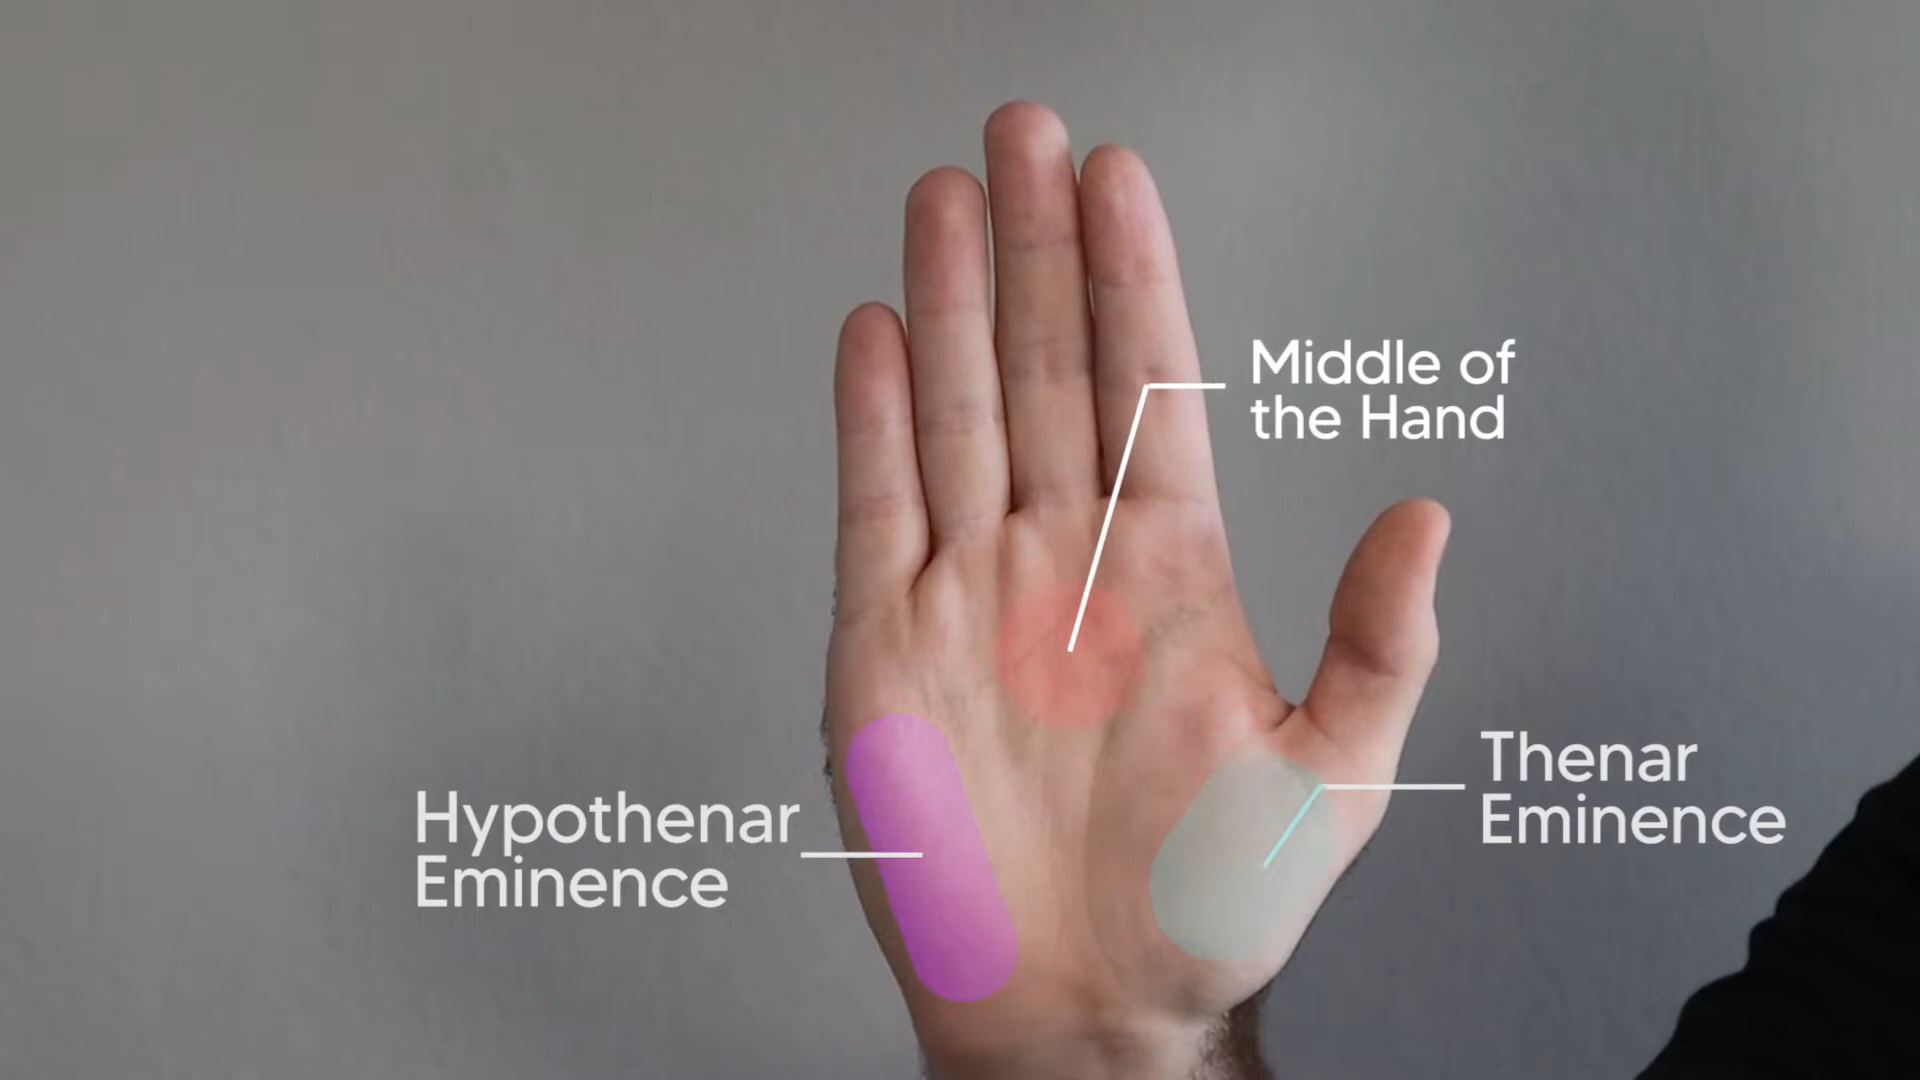 Middle of
the Hand
Thenar
Eminence
Hypothenar
Eminence